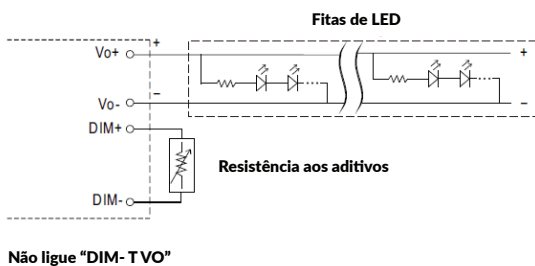 Fitas de LED
Vo+
+
+
Vo-
–
–
DIM+
Resistência aos aditivos
DIM-
Não ligue “DIM- T VO”